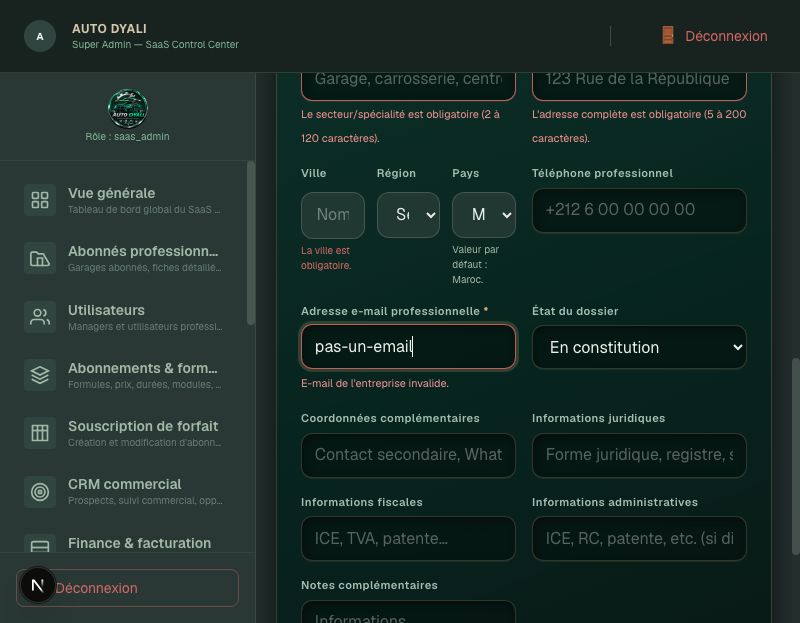 A
AUTO DYALI
Super Admin — SaaS Control Center
Déconnexion
AUTO DYALI
Rôle : saas_admin
Vue générale
Tableau de bord global du SaaS ...
Abonnés professionn...
Garages abonnés, fiches détaillé...
Utilisateurs
Managers et utilisateurs professi...
Abonnements & form...
Formules, prix, durées, modules, ...
Souscription de forfait
Création et modification d'abonn...
CRM commercial
Prospects, suivi commercial, opp...
Finance & facturation
N
Déconnexion
Garage, carrosserie, centr
123 Rue de la République
Le secteur/spécialité est obligatoire (2 à
120 caractères).
L'adresse complète est obligatoire (5 à 200
caractères).
Ville
Région
Pays
Téléphone professionnel
Nom
Sé
M
+212 6 00 00 00 00
La ville est
obligatoire.
Valeur par
défaut :
Maroc.
Adresse e-mail professionnelle *
État du dossier
pas-un-email
En constitution
E-mail de l'entreprise invalide.
Coordonnées complémentaires
Informations juridiques
Contact secondaire, What
Forme juridique, registre, s
Informations fiscales
Informations administratives
ICE, TVA, patente...
ICE, RC, patente, etc. (si di
Notes complémentaires
Informations